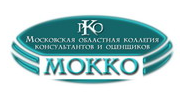 РКО
МОСКОВСКАЯ ОБЛАСТНАЯ КОЛЛЕГИЯ
КОНСУЛЬТАНТОВ И ОЦЕНЩИКОВ
МОККО